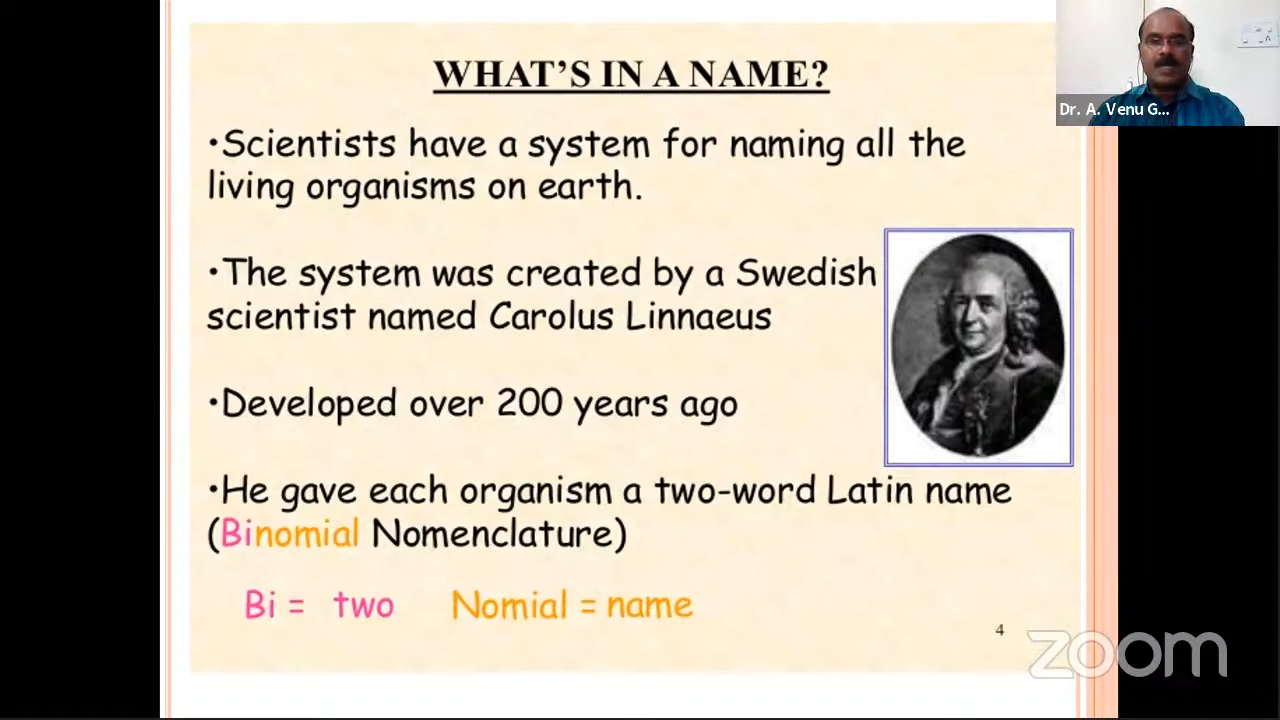 WHAT'S IN A NAME?
•Scientists have a system for naming all the
living organisms on earth.
•The system was created by a Swedish
scientist named Carolus Linnaeus
•Developed over 200 years ago
•He gave each organism a two-word Latin name
(Binomial Nomenclature)
Bi = two Nomial = name
4
Dr. A. Venu G...
zoom